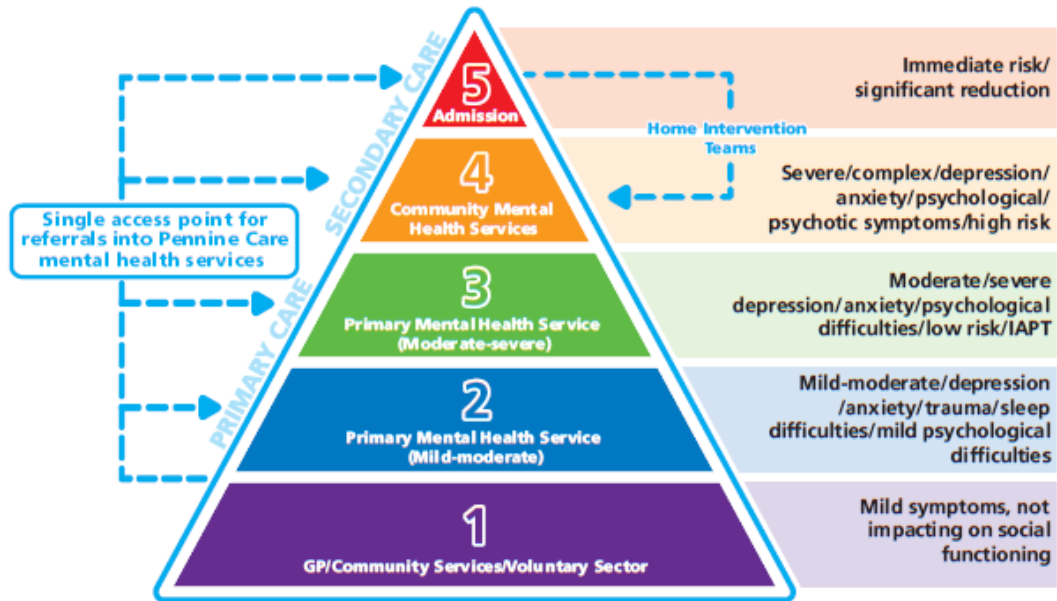 SECONDARY CARE
PRIMARY CARE
Single access point for
referrals into Pennine Care
mental health services
5
Admission
Home Intervention
Teams
4
Community Mental
Health Services
3
Primary Mental Health Service
(Moderate-severe)
2
Primary Mental Health Service
(Mild-moderate)
1
GP/Community Services/Voluntary Sector
Immediate risk/
significant reduction
Severe/complex/depression/
anxiety/psychological/
psychotic symptoms/high risk
Moderate/severe
depression/anxiety/psychological
difficulties/low risk/IAPT
Mild-moderate/depression
/anxiety/trauma/sleep
difficulties/mild psychological
difficulties
Mild symptoms, not
impacting on social
functioning